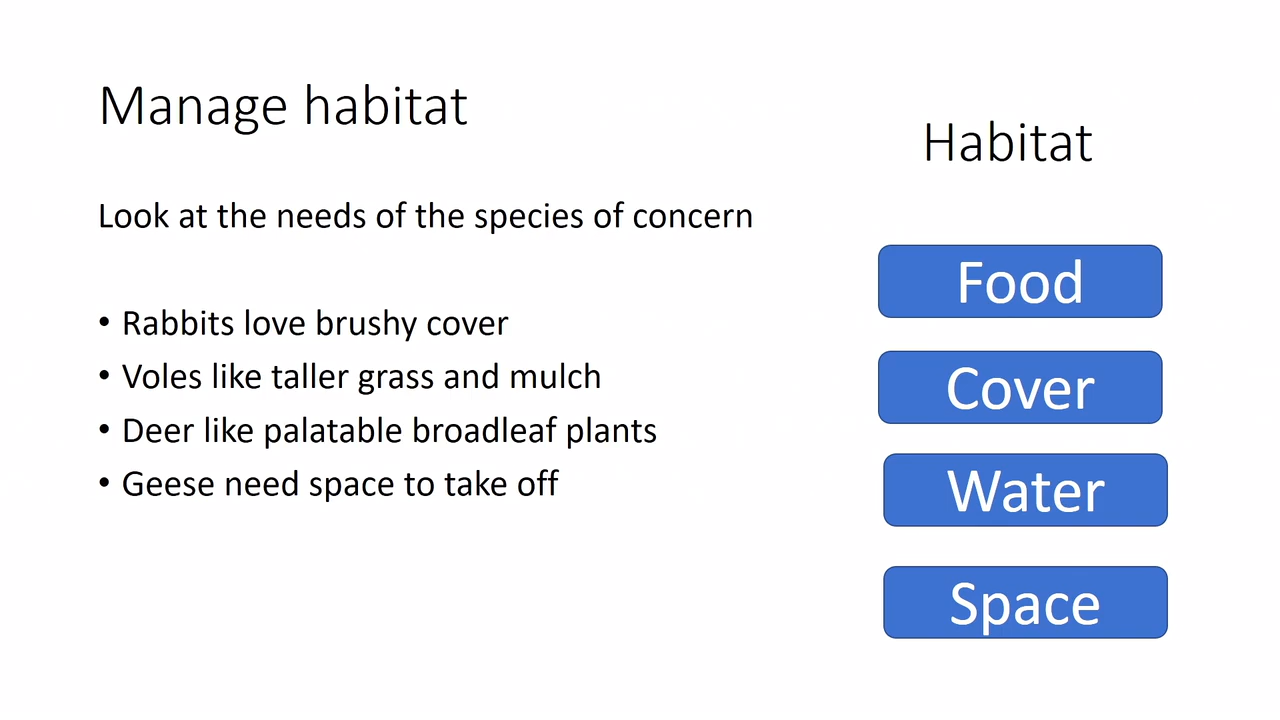 Manage habitat
Look at the needs of the species of concern
• Rabbits love brushy cover
• Voles like taller grass and mulch
• Deer like palatable broadleaf plants
• Geese need space to take off
Habitat
Food
Cover
Water
Space